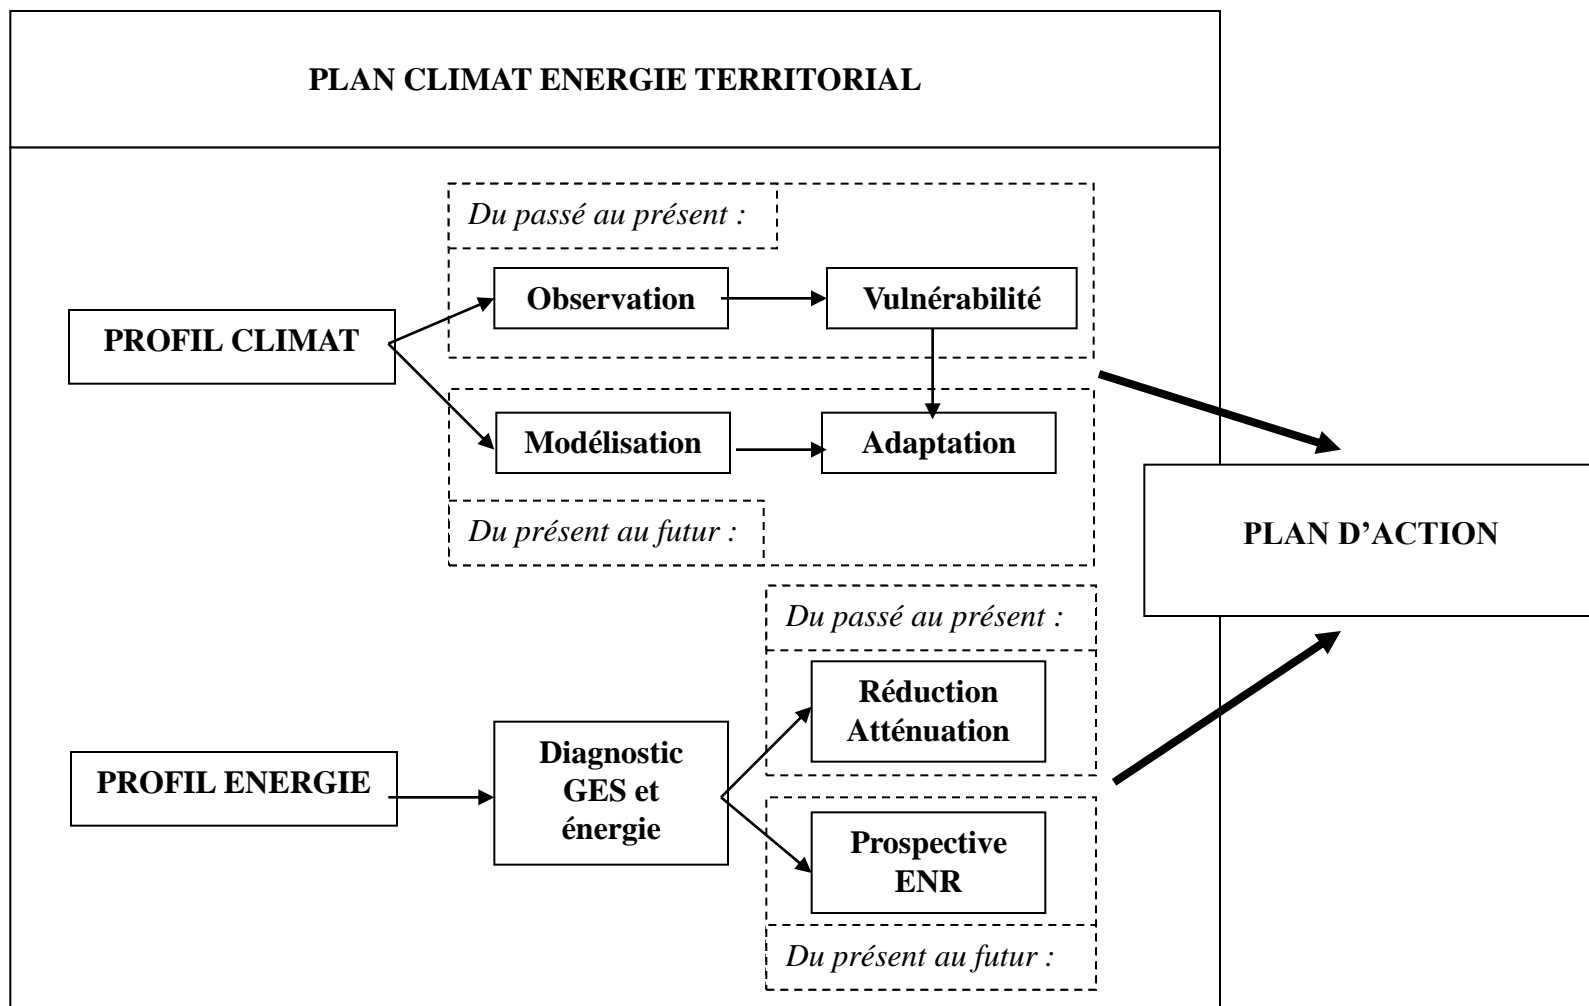 PLAN CLIMAT ENERGIE TERRITORIAL
Du passé au présent :
Observation
Vulnérabilité
PROFIL CLIMAT
Modélisation
Adaptation
Du présent au futur :
PLAN D’ACTION
Du passé au présent :
Réduction
Atténuation
PROFIL ENERGIE
Diagnostic
GES et
énergie
Prospective
ENR
Du présent au futur :